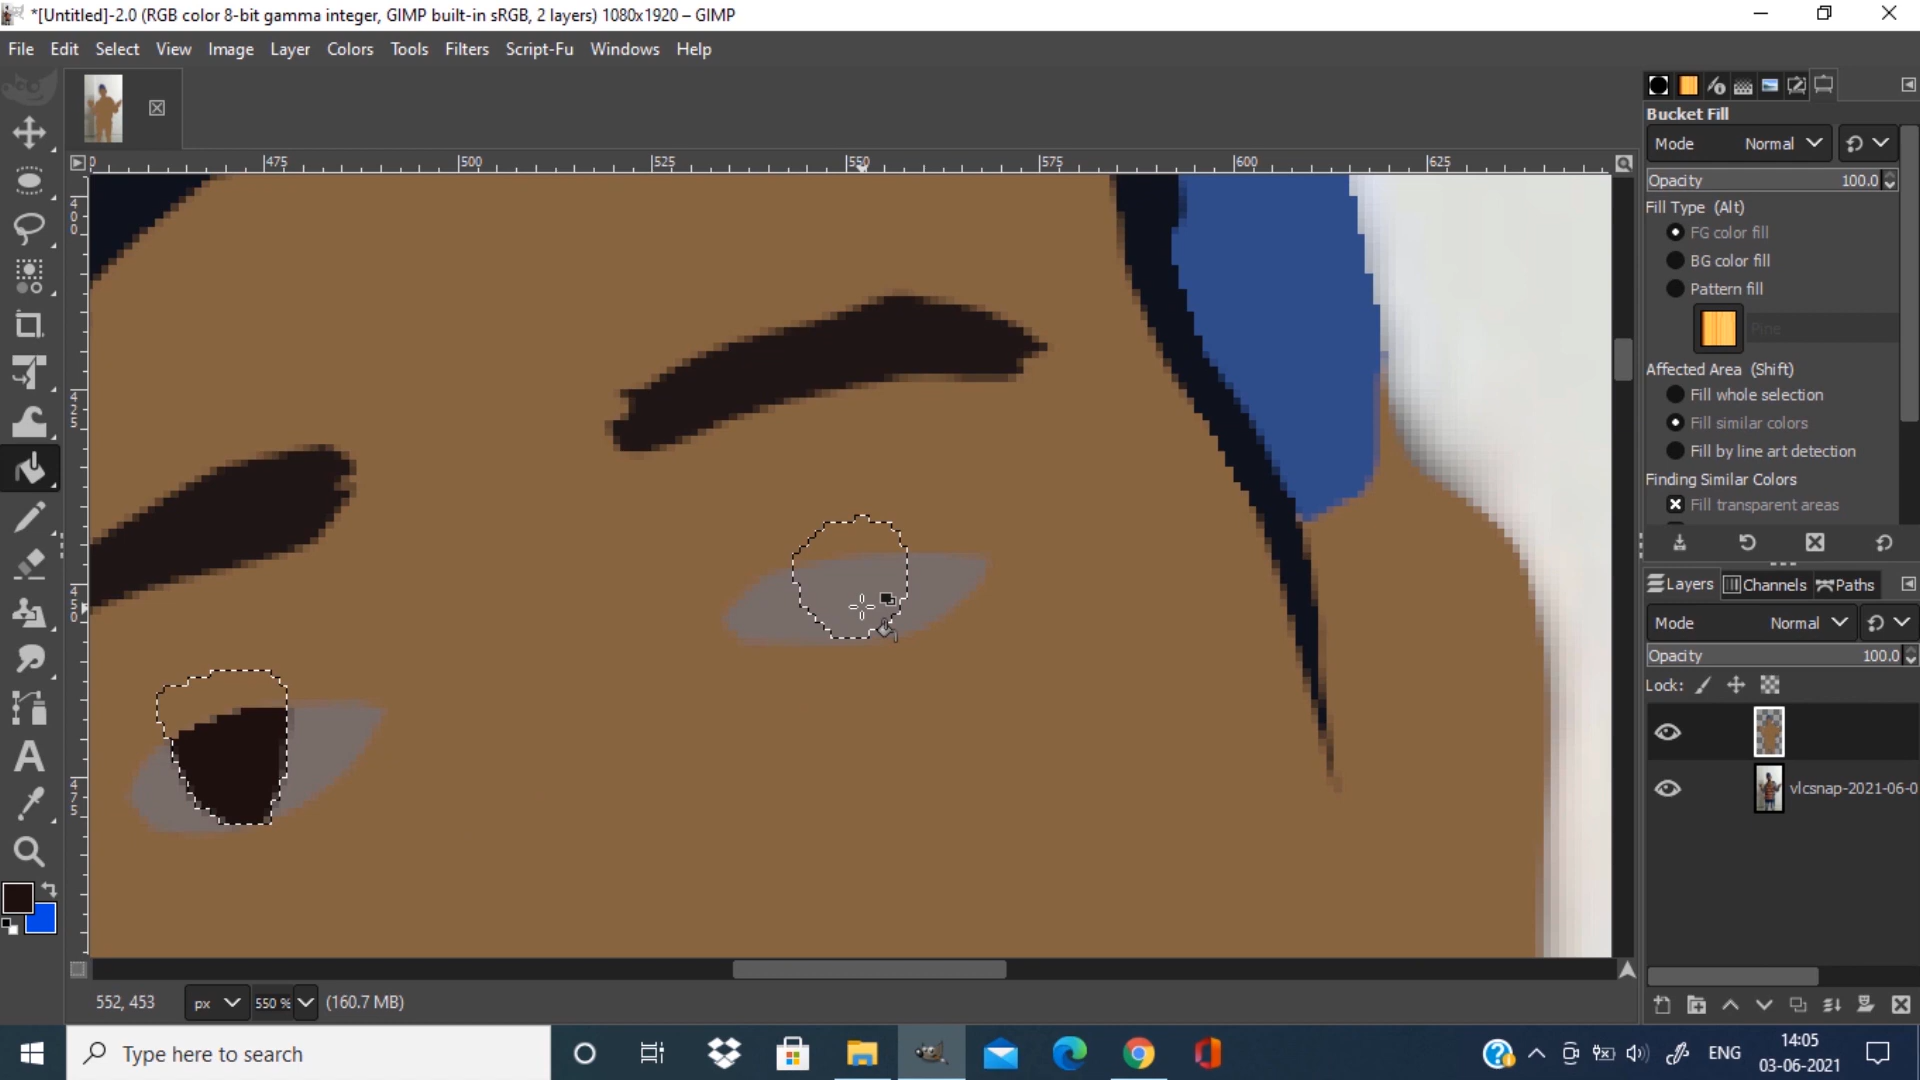 *[Untitled]-2.0 (RGB color 8-bit gamma integer, GIMP built-in sRGB, 2 layers) 1080x1920 – GIMP
File Edit Select View Image Layer Colors Tools Filters Script-Fu Windows Help
Bucket Fill
Mode Normal
Opacity 100.0
Fill Type (Alt)
FG color fill
BG color fill
Pattern fill
Pine
Affected Area (Shift)
Fill whole selection
Fill similar colors
Fill by line art detection
Finding Similar Colors
Fill transparent areas
475 500 525 550 575 600 625
400
425
450
475
Layers Channels Paths
Mode Normal
Opacity 100.0
Lock:
vlcsnap-2021-06-0
552, 453 px 550 % (160.7 MB)
Type here to search
ENG
14:05
03-06-2021